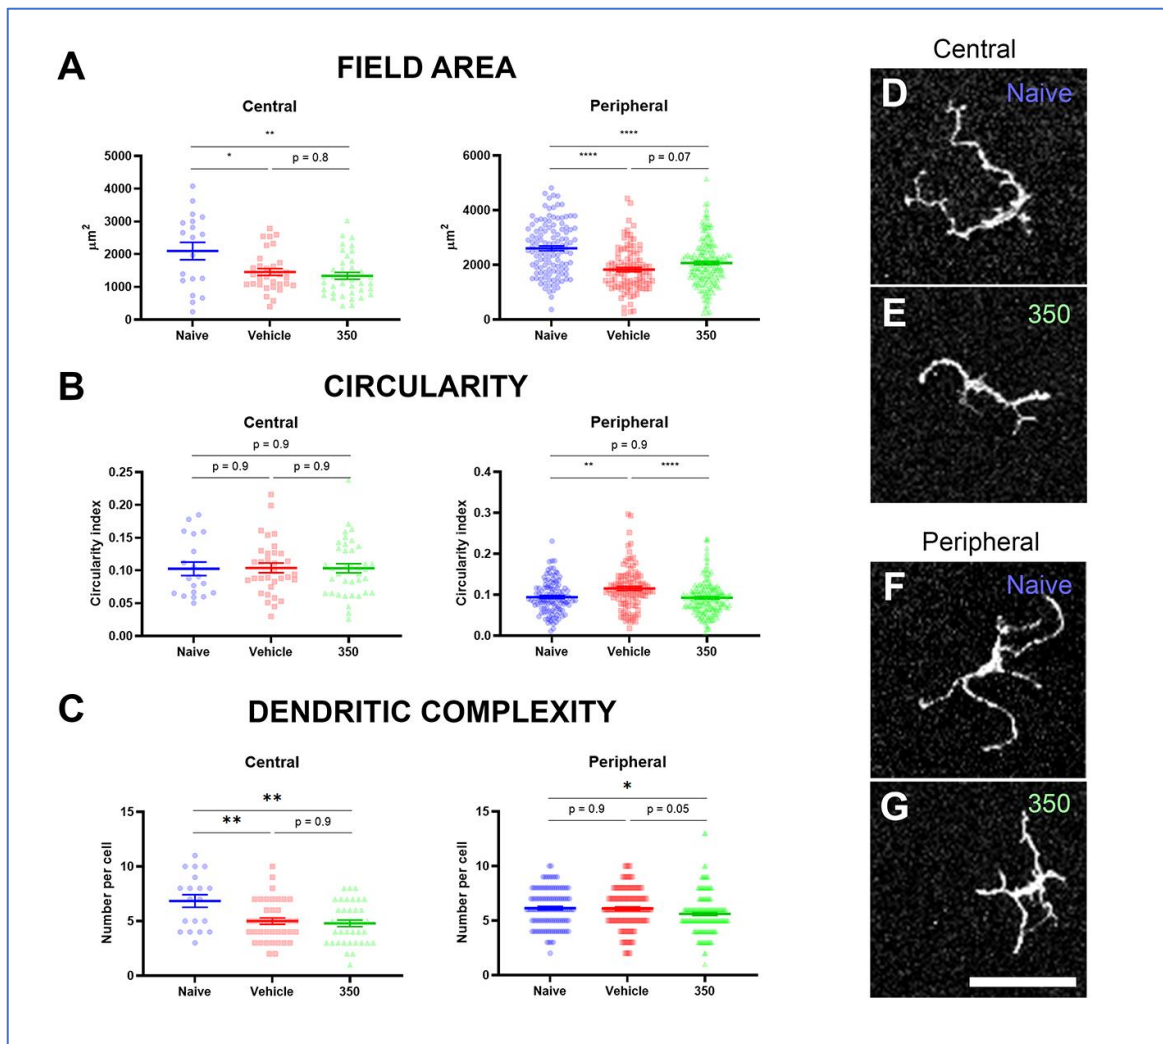 A
FIELD AREA
Central
**
*
p = 0.8
5000
4000
3000
2000
1000
0
μm2
Naive
Vehicle
350
Peripheral
****
****
p = 0.07
6000
4000
2000
0
μm2
Naive
Vehicle
350
B
CIRCULARITY
Central
p = 0.9
p = 0.9
p = 0.9
0.25
0.20
0.15
0.10
0.05
0.00
Circularity index
Naive
Vehicle
350
Peripheral
p = 0.9
**
****
0.4
0.3
0.2
0.1
0.0
Circularity index
Naive
Vehicle
350
C
DENDRITIC COMPLEXITY
Central
**
**
p = 0.9
15
10
5
0
Number per cell
Naive
Vehicle
350
Peripheral
*
p = 0.9
p = 0.05
15
10
5
0
Number per cell
Naive
Vehicle
350
Central
D
Naive
E
350
Peripheral
F
Naive
G
350